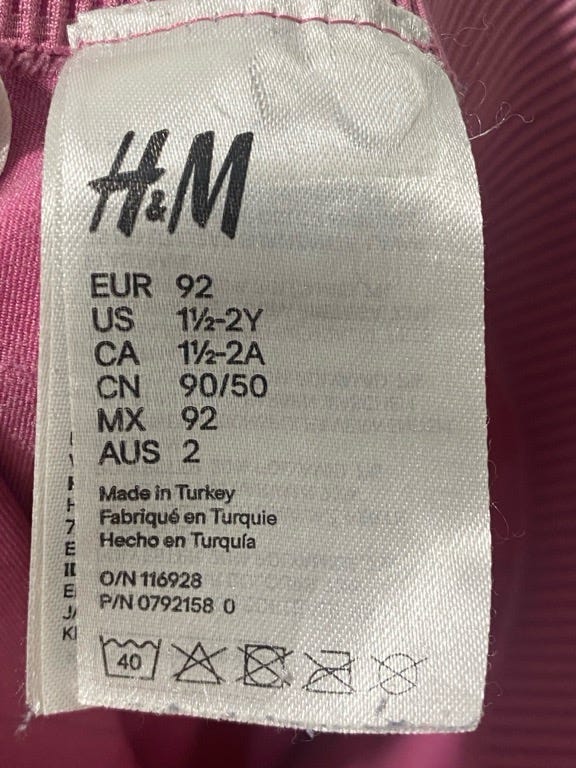 H&M
EUR 92
US 1½-2Y
CA 1½-2A
CN 90/50
MX 92
AUS 2
Made in Turkey
Fabriqué en Turquie
Hecho en Turquía
O/N 116928
P/N 0792158 0
40